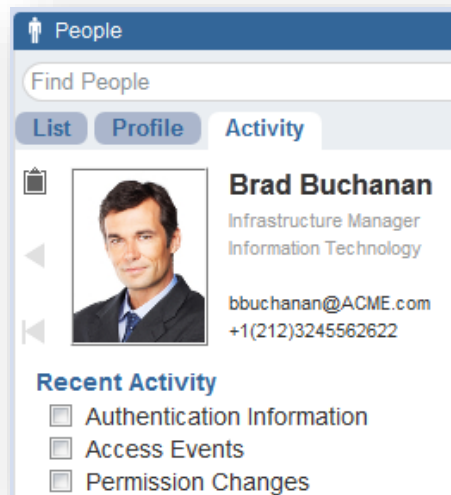 People
Find People
List Profile Activity
Brad Buchanan
Infrastructure Manager
Information Technology
bbuchanan@ACME.com
+1(212)3245562622
Recent Activity
Authentication Information
Access Events
Permission Changes